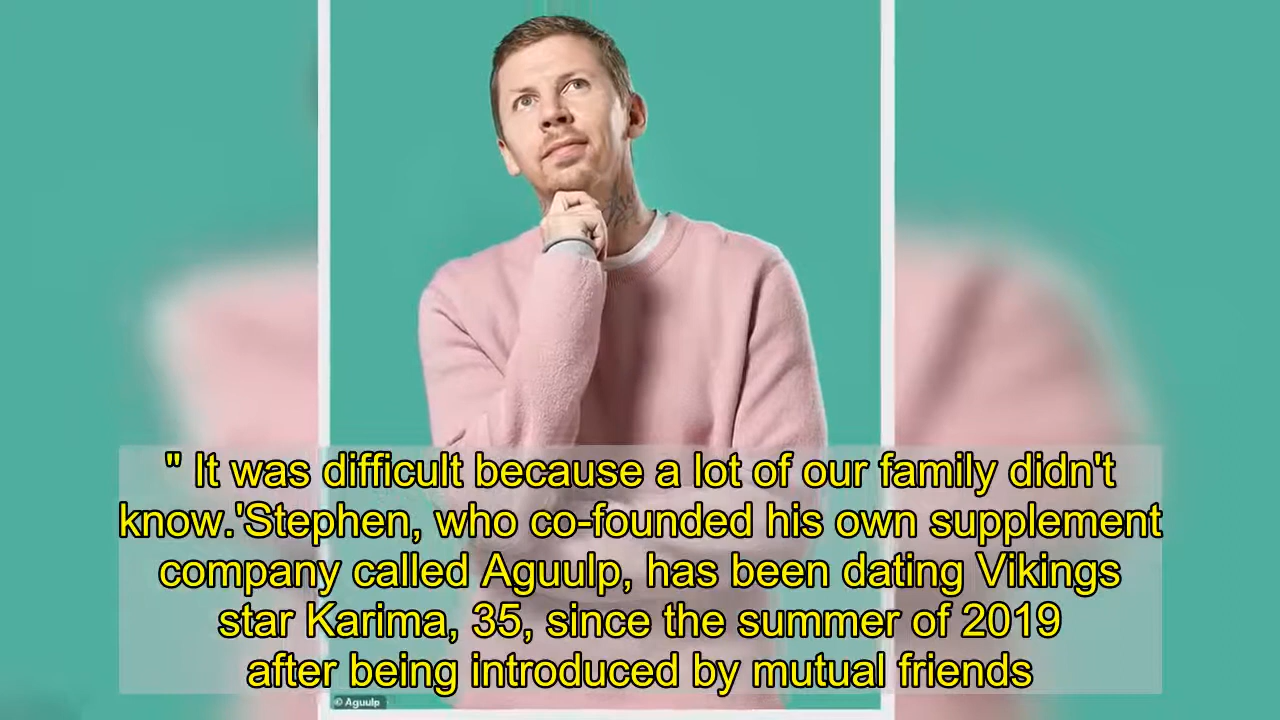 " It was difficult because a lot of our family didn't
know.'Stephen, who co-founded his own supplement
company called Aguulp, has been dating Vikings
star Karima, 35, since the summer of 2019
after being introduced by mutual friends
© Aguulp